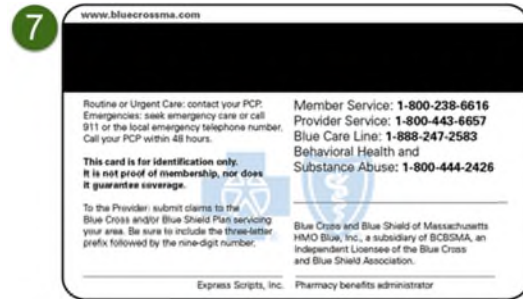 7
www.bluecrossma.com
Routine or Urgent Care: contact your PCP.
Emergencies: seek emergency care or call
911 or the local emergency telephone number.
Call your PCP within 48 hours.
This card is for identification only.
It is not proof of membership, nor does
it guarantee coverage.
To the Provider: submit claims to the
Blue Cross and/or Blue Shield Plan servicing
your area. Be sure to include the three-letter
prefix followed by the nine-digit number.
Member Service: 1-800-238-6616
Provider Service: 1-800-443-6657
Blue Care Line: 1-888-247-2583
Behavioral Health and
Substance Abuse: 1-800-444-2426
Blue Cross and Blue Shield of Massachusetts
HMO Blue, Inc., a subsidiary of BCBSMA, an
Independent Licensee of the Blue Cross
and Blue Shield Association.
Express Scripts, Inc. Pharmacy benefits administrator